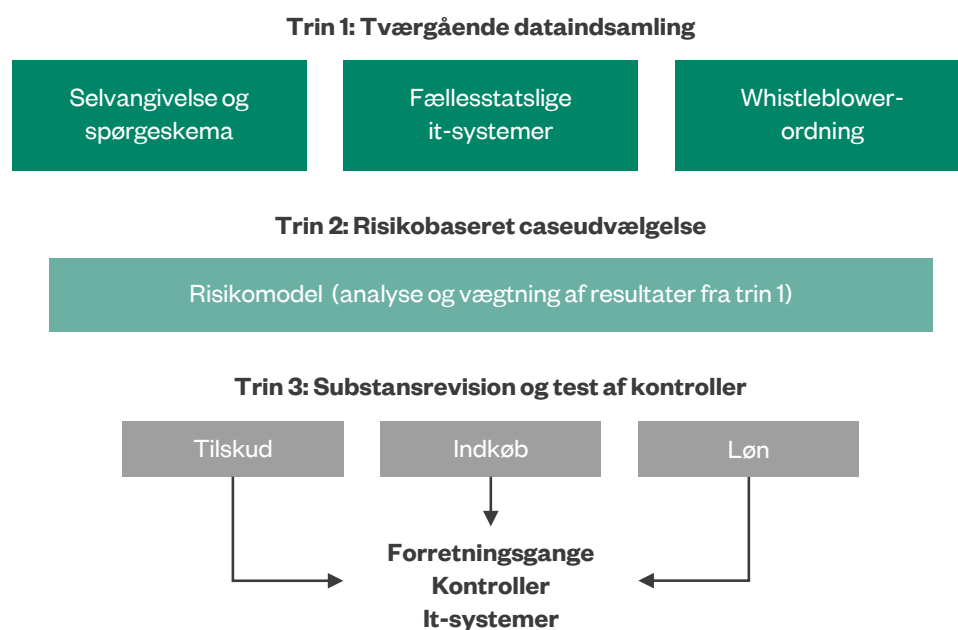 Trin 1: Tværgående dataindsamling
Selvangivelse og
spørgeskema
Fællesstatslige
it-systemer
Whistleblower-
ordning
Trin 2: Risikobaseret caseudvælgelse
Risikomodel (analyse og vægtning af resultater fra trin 1)
Trin 3: Substansrevision og test af kontroller
Tilskud
Indkøb
Løn
Forretningsgange
Kontroller
It-systemer